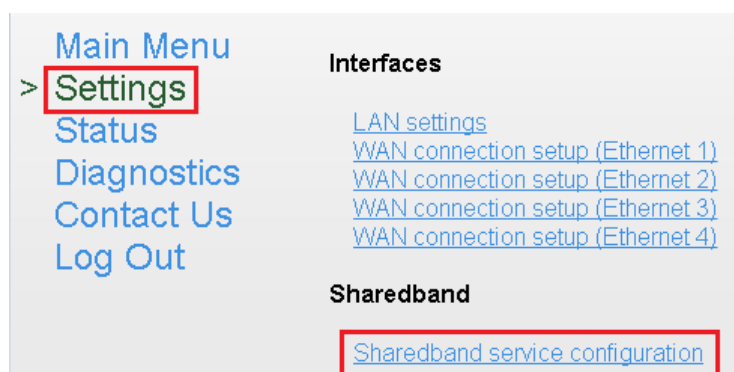 Main Menu
> Settings
Status
Diagnostics
Contact Us
Log Out
Interfaces
LAN settings
WAN connection setup (Ethernet 1)
WAN connection setup (Ethernet 2)
WAN connection setup (Ethernet 3)
WAN connection setup (Ethernet 4)
Sharedband
Sharedband service configuration